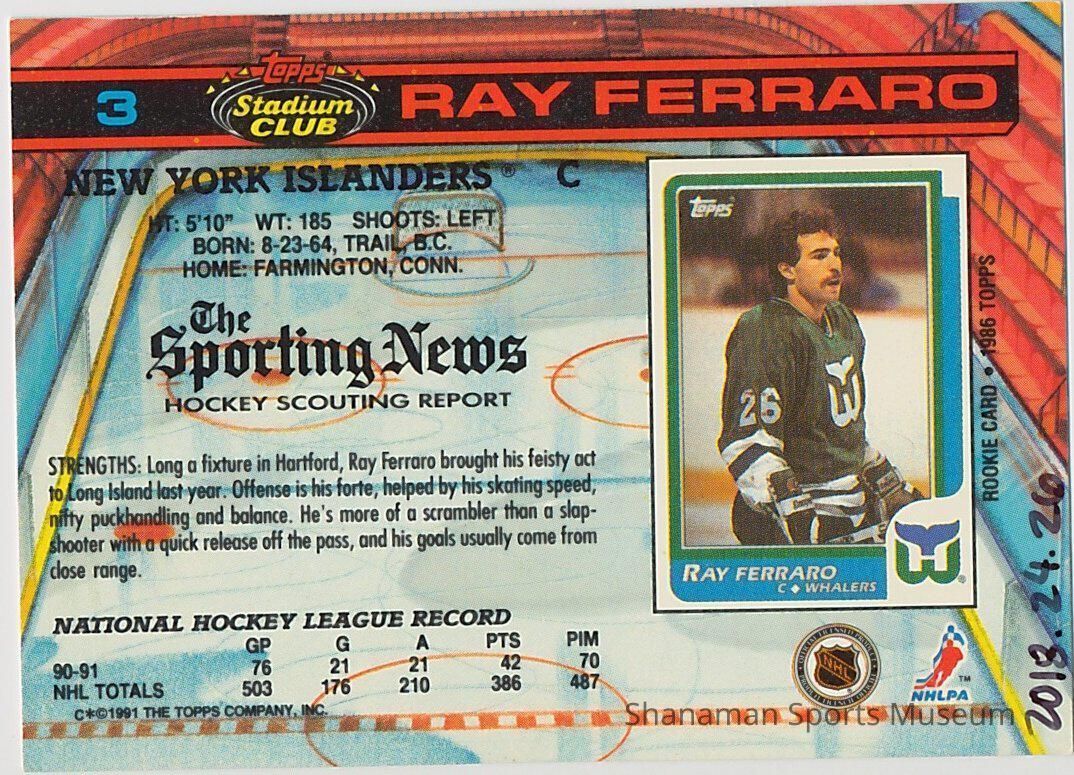 3
Topps
Stadium
CLUB
RAY FERRARO
NEW YORK ISLANDERS® C
HT: 5'10" WT: 185 SHOOTS: LEFT
BORN: 8-23-64, TRAIL, B.C.
HOME: FARMINGTON, CONN.
The
Sporting News
HOCKEY SCOUTING REPORT
STRENGTHS: Long a fixture in Hartford, Ray Ferraro brought his feisty act
to Long Island last year. Offense is his forte, helped by his skating speed,
nifty puckhandling and balance. He's more of a scrambler than a slap-
shooter with a quick release off the pass, and his goals usually come from
close range.
NATIONAL HOCKEY LEAGUE RECORD
GP G A PTS PIM
90-91 76 21 21 42 70
NHL TOTALS 503 176 210 386 487
C*©1991 THE TOPPS COMPANY, INC.
Topps
26
RAY FERRARO
C ◆ WHALERS
®
ROOKIE CARD • 1986 TOPPS
NHL
®
NHLPA
™
2013.24.26
Shanaman Sports Museum